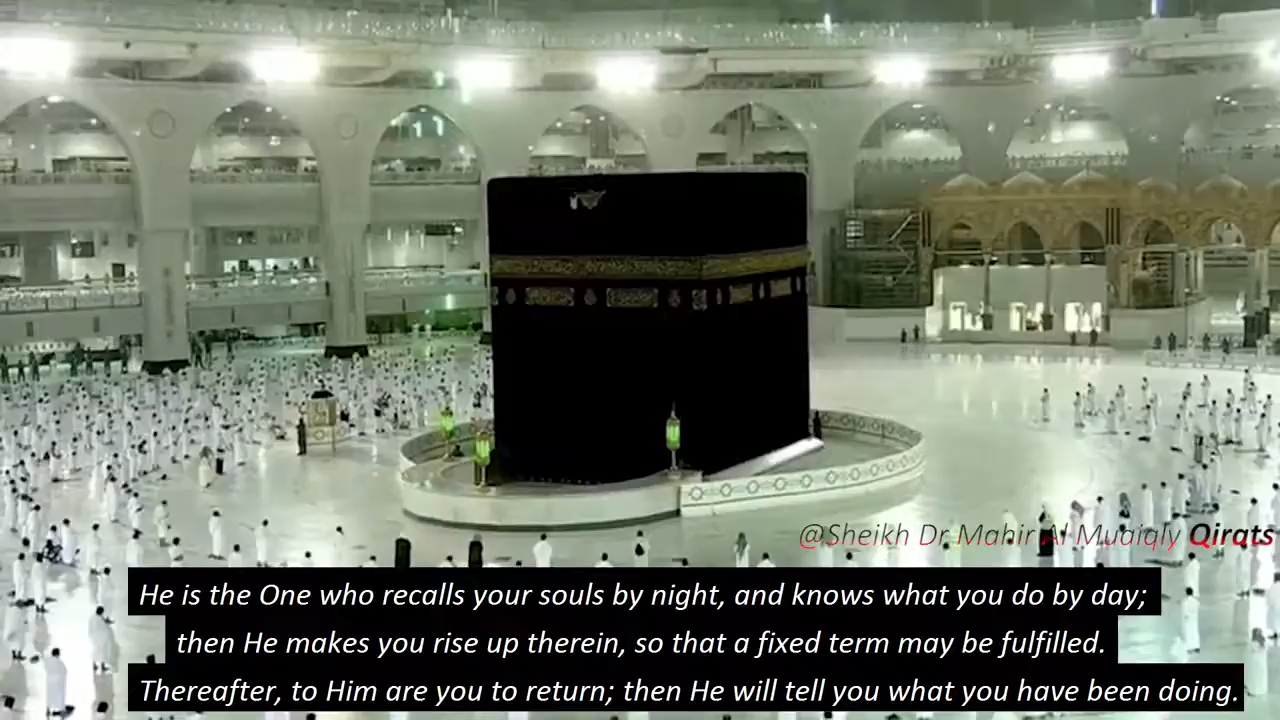 @Sheikh Dr Mahir Al Muaiqly Qirats
He is the One who recalls your souls by night, and knows what you do by day;
then He makes you rise up therein, so that a fixed term may be fulfilled.
Thereafter, to Him are you to return; then He will tell you what you have been doing.